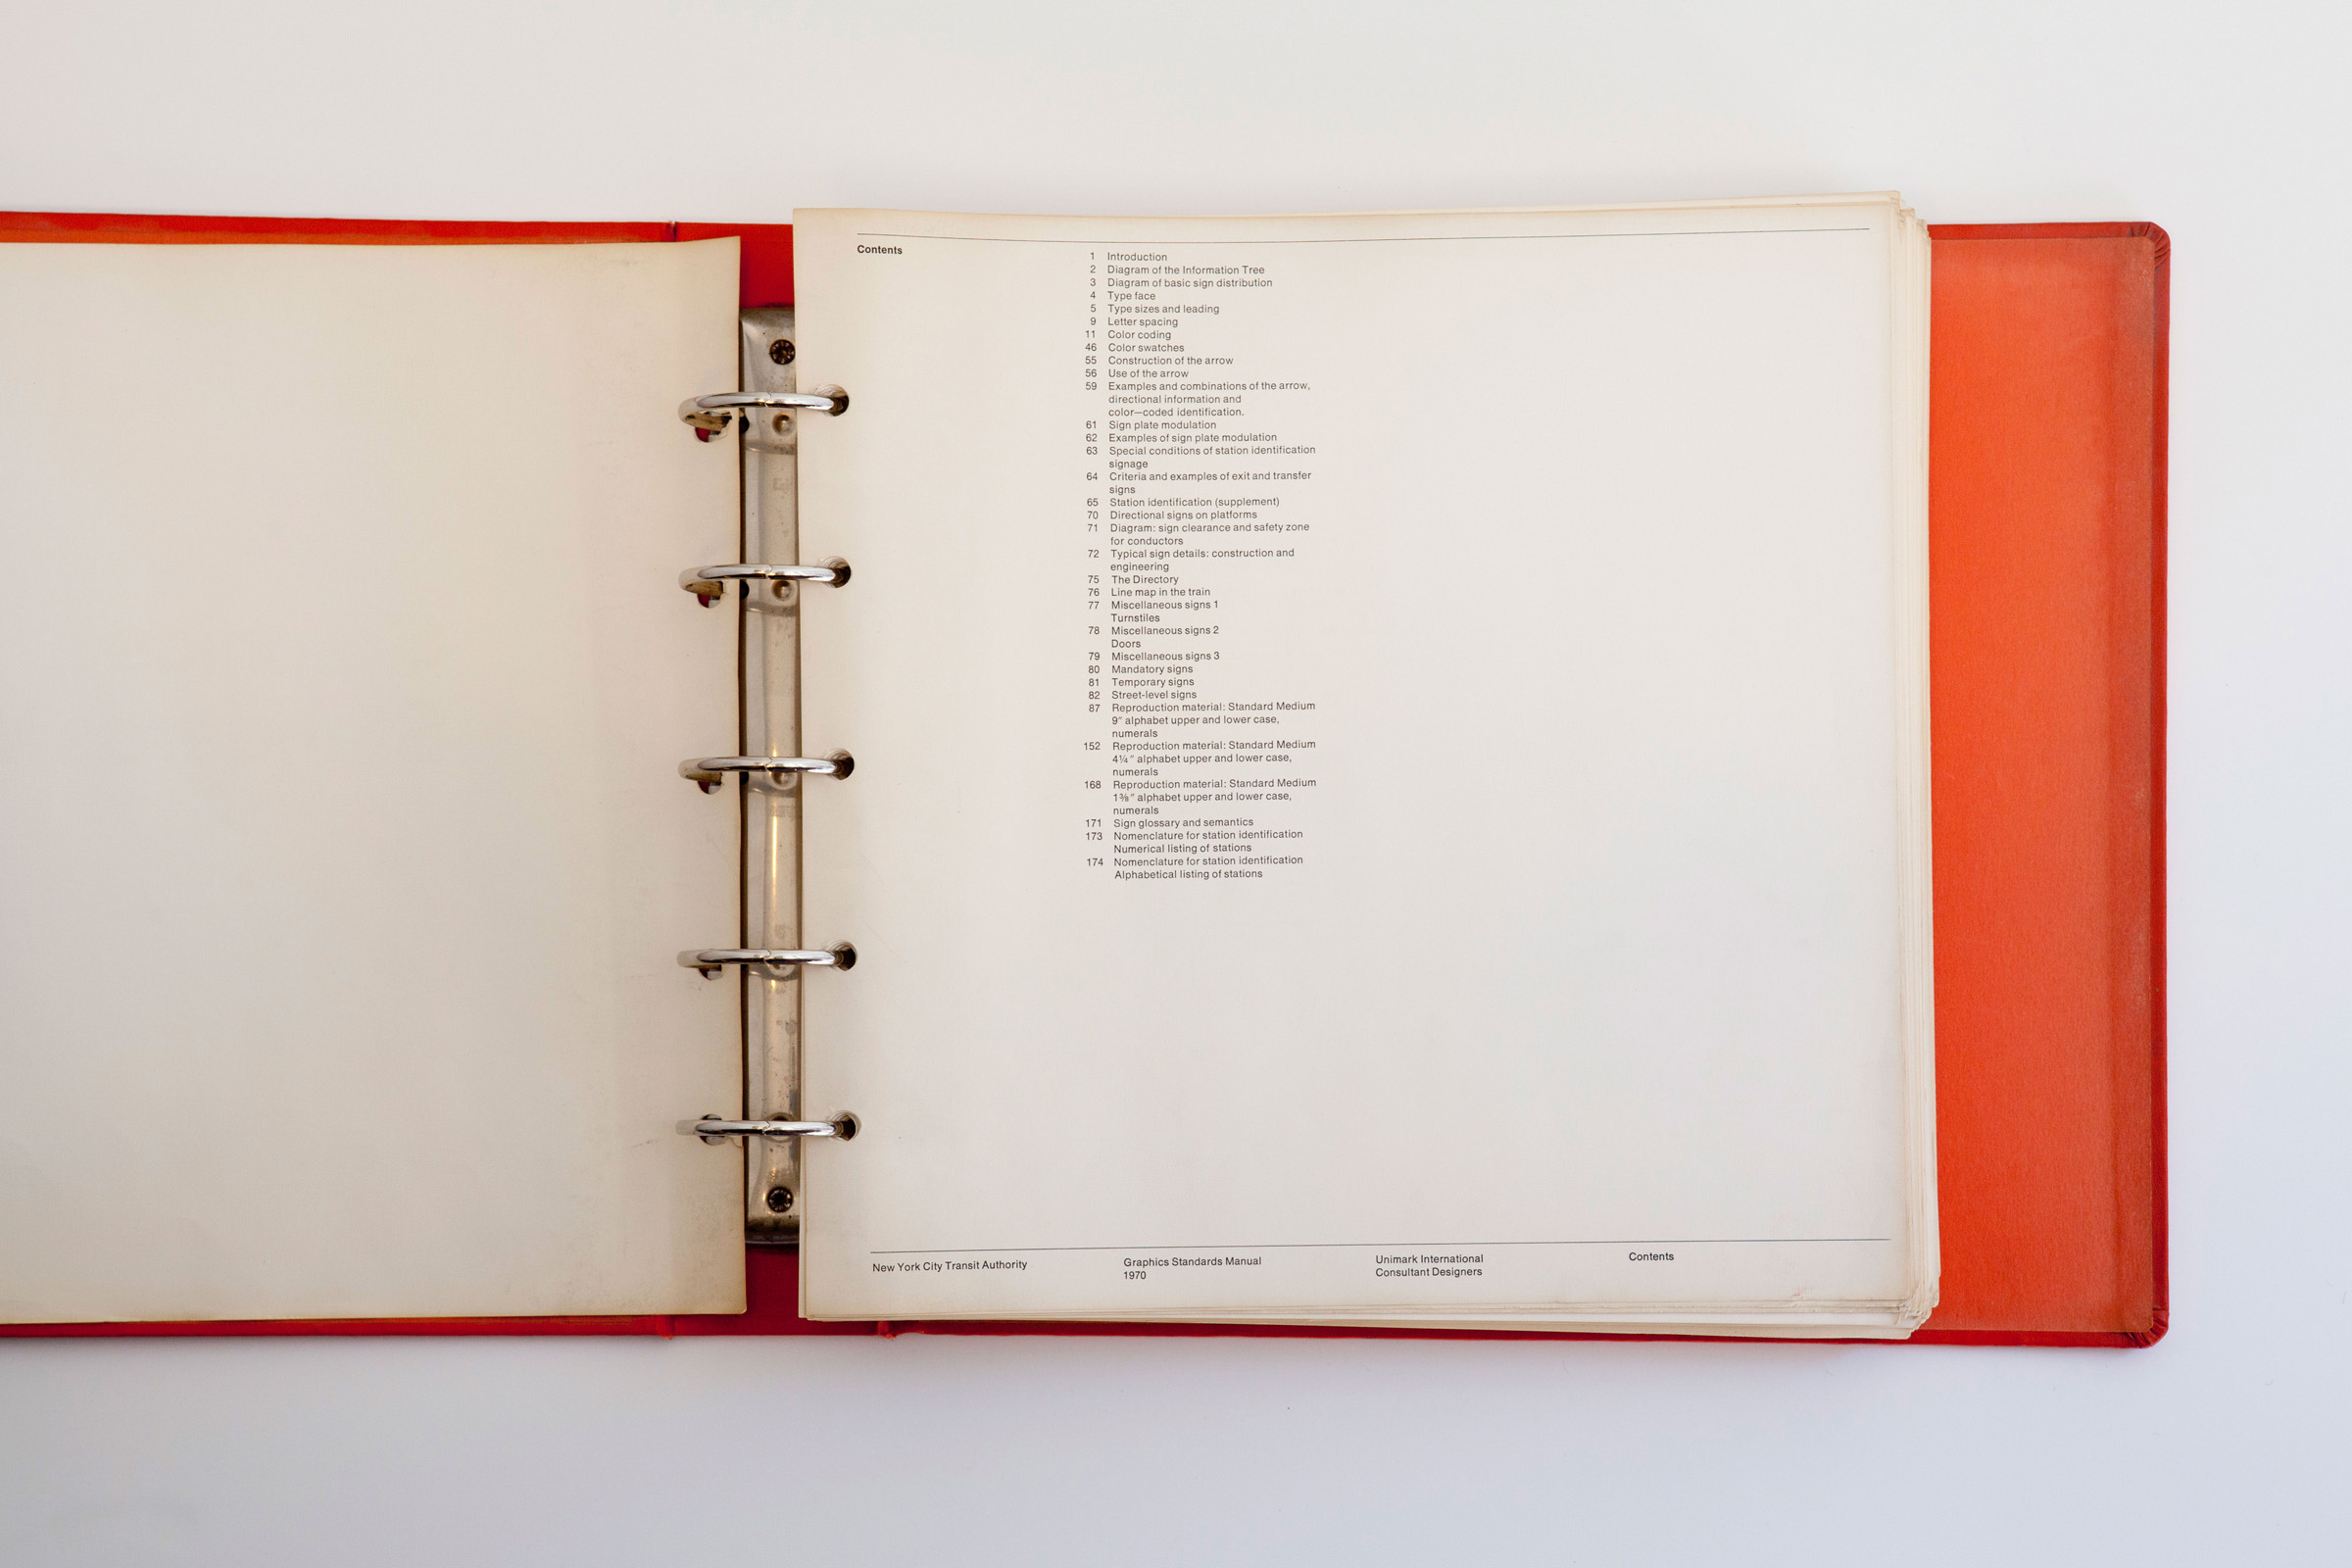 Contents
1 Introduction
2 Diagram of the Information Tree
3 Diagram of basic sign distribution
4 Type face
5 Type sizes and leading
9 Letter spacing
11 Color coding
46 Color swatches
55 Construction of the arrow
56 Use of the arrow
59 Examples and combinations of the arrow,
directional information and
color—coded identification.
61 Sign plate modulation
62 Examples of sign plate modulation
63 Special conditions of station identification
signage
64 Criteria and examples of exit and transfer
signs
65 Station identification (supplement)
70 Directional signs on platforms
71 Diagram: sign clearance and safety zone
for conductors
72 Typical sign details: construction and
engineering
75 The Directory
76 Line map in the train
77 Miscellaneous signs 1
Turnstiles
78 Miscellaneous signs 2
Doors
79 Miscellaneous signs 3
80 Mandatory signs
81 Temporary signs
82 Street-level signs
87 Reproduction material: Standard Medium
9″ alphabet upper and lower case,
numerals
152 Reproduction material: Standard Medium
4¼″ alphabet upper and lower case,
numerals
168 Reproduction material: Standard Medium
1⅜″ alphabet upper and lower case,
numerals
171 Sign glossary and semantics
173 Nomenclature for station identification
Numerical listing of stations
174 Nomenclature for station identification
Alphabetical listing of stations
New York City Transit Authority
Graphics Standards Manual
1970
Unimark International
Consultant Designers
Contents